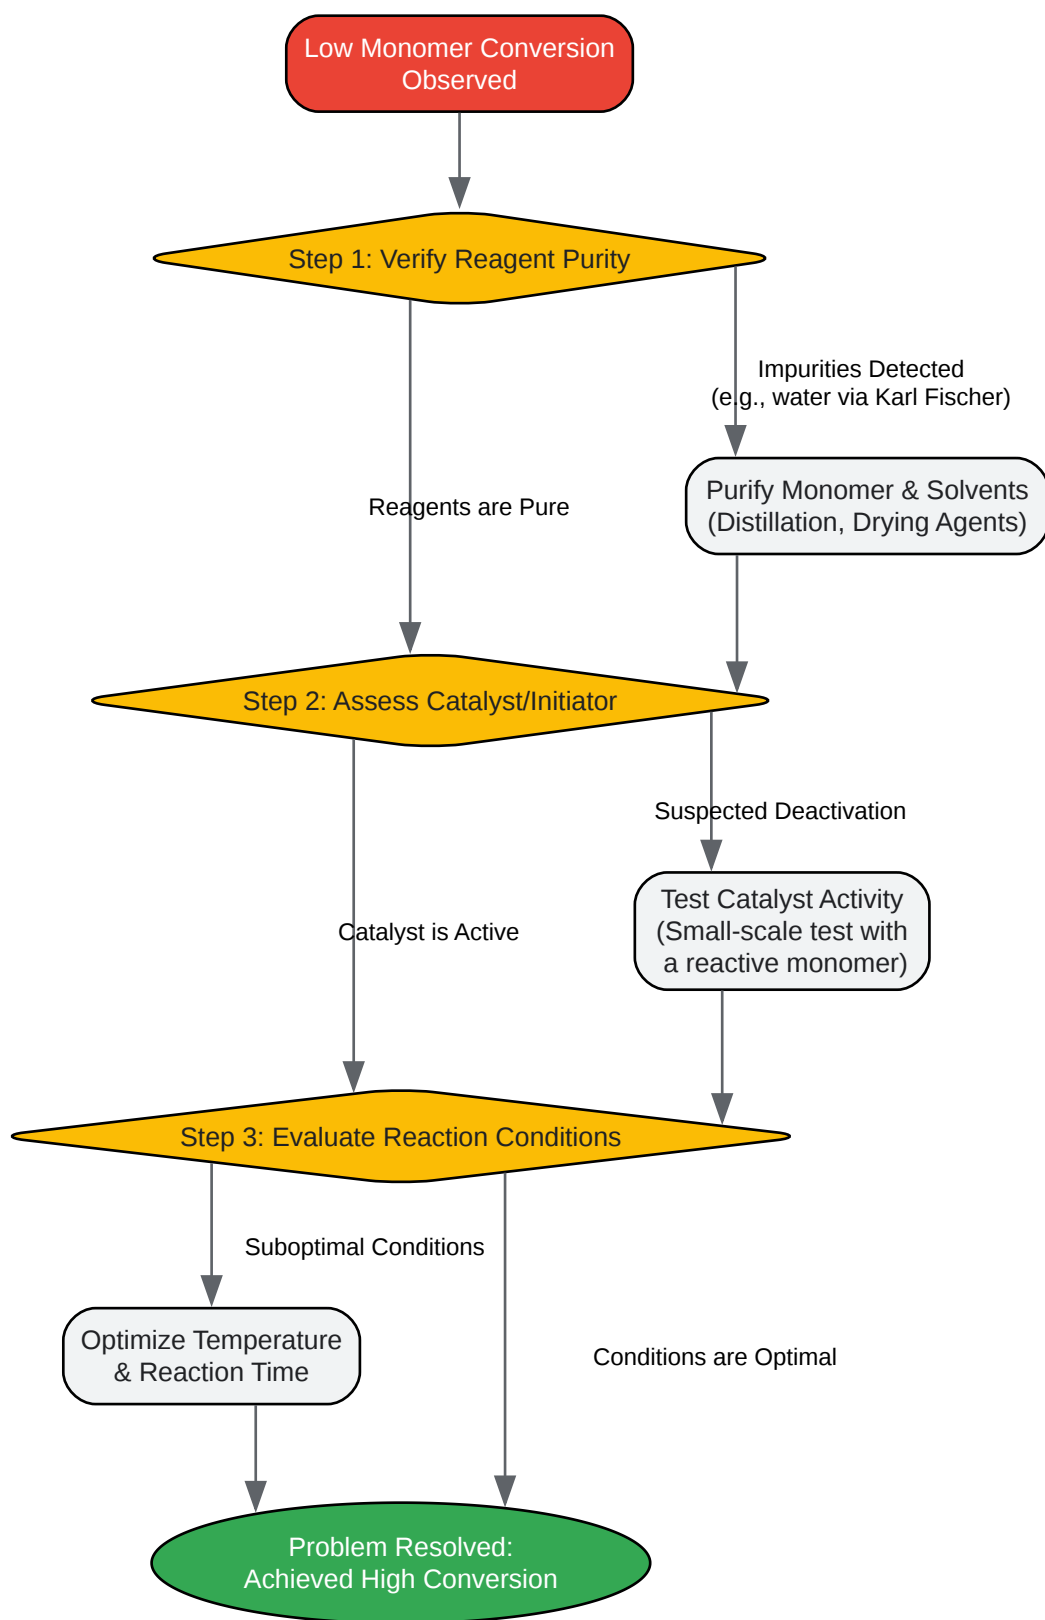 Low Monomer Conversion
Observed
Step 1: Verify Reagent Purity
Impurities Detected
(e.g., water via Karl Fischer)
Purify Monomer & Solvents
(Distillation, Drying Agents)
Reagents are Pure
Step 2: Assess Catalyst/Initiator
Suspected Deactivation
Test Catalyst Activity
(Small-scale test with
a reactive monomer)
Catalyst is Active
Step 3: Evaluate Reaction Conditions
Suboptimal Conditions
Optimize Temperature
& Reaction Time
Conditions are Optimal
Problem Resolved:
Achieved High Conversion